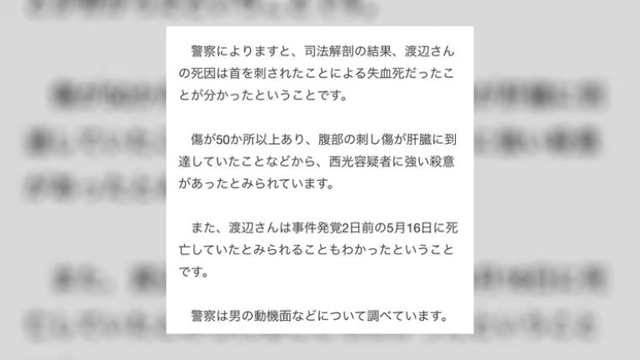 警察によりますと、司法解剖の結果、渡辺さん
の死因は首を刺されたことによる失血死だったこ
とが分かったということです。
傷が50か所以上あり、腹部の刺し傷が肝臓に到
達していたことなどから、西光容疑者に強い殺意
があったとみられています。
また、渡辺さんは事件発覚2日前の5月16日に死
亡していたとみられることもわかったということ
です。
警察は男の動機面などについて調べています。